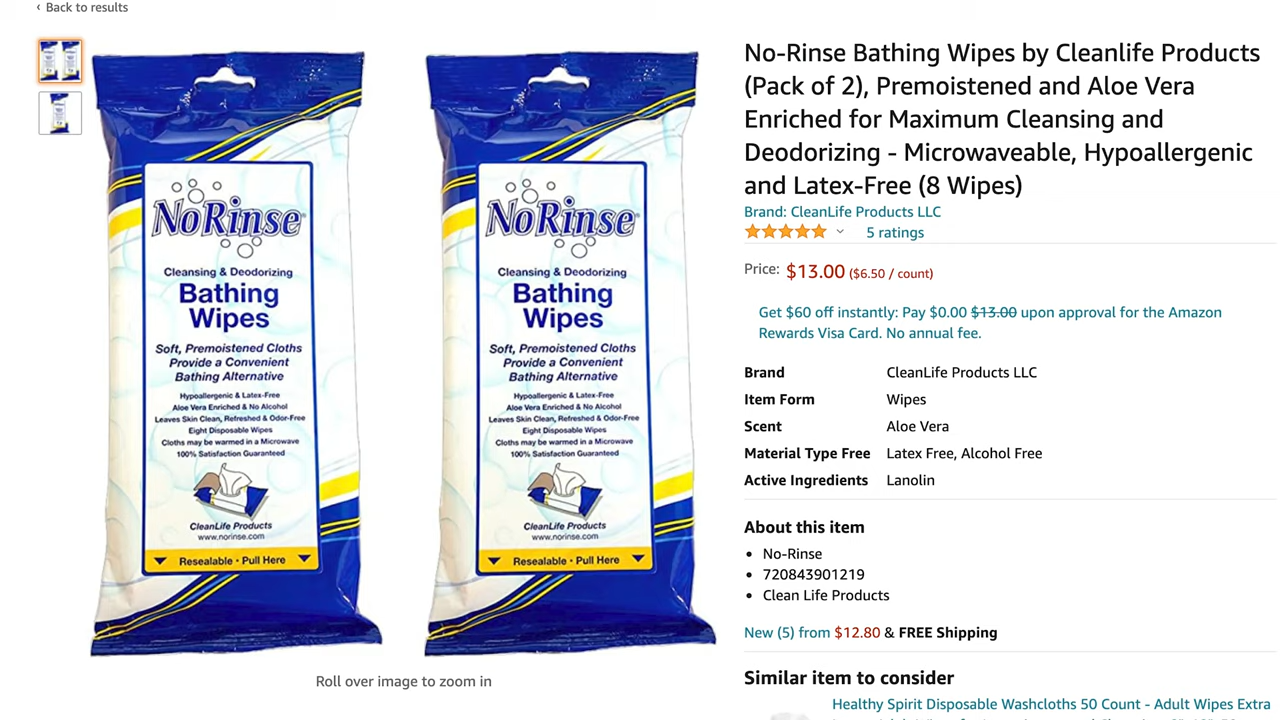 ‹ Back to results
NoRinse
Cleansing & Deodorizing
Bathing
Wipes
Soft, Premoistened Cloths
Provide a Convenient
Bathing Alternative
Hypoallergenic & Latex-Free
Aloe Vera Enriched & No Alcohol
Leaves Skin Clean, Refreshed & Odor-Free
Eight Disposable Wipes
Cloths may be warmed in a Microwave
100% Satisfaction Guaranteed
CleanLife Products
www.norinse.com
Resealable • Pull Here
NoRinse
Cleansing & Deodorizing
Bathing
Wipes
Soft, Premoistened Cloths
Provide a Convenient
Bathing Alternative
Hypoallergenic & Latex-Free
Aloe Vera Enriched & No Alcohol
Leaves Skin Clean, Refreshed & Odor-Free
Eight Disposable Wipes
Cloths may be warmed in a Microwave
100% Satisfaction Guaranteed
CleanLife Products
www.norinse.com
Resealable • Pull Here
Roll over image to zoom in
No-Rinse Bathing Wipes by Cleanlife Products
(Pack of 2), Premoistened and Aloe Vera
Enriched for Maximum Cleansing and
Deodorizing - Microwaveable, Hypoallergenic
and Latex-Free (8 Wipes)
Brand: CleanLife Products LLC
5 ratings
Price: $13.00 ($6.50 / count)
Get $60 off instantly: Pay $0.00 $13.00 upon approval for the Amazon
Rewards Visa Card. No annual fee.
Brand CleanLife Products LLC
Item Form Wipes
Scent Aloe Vera
Material Type Free Latex Free, Alcohol Free
Active Ingredients Lanolin
About this item
• No-Rinse
• 720843901219
• Clean Life Products
New (5) from $12.80 & FREE Shipping
Similar item to consider
Healthy Spirit Disposable Washcloths 50 Count - Adult Wipes Extra